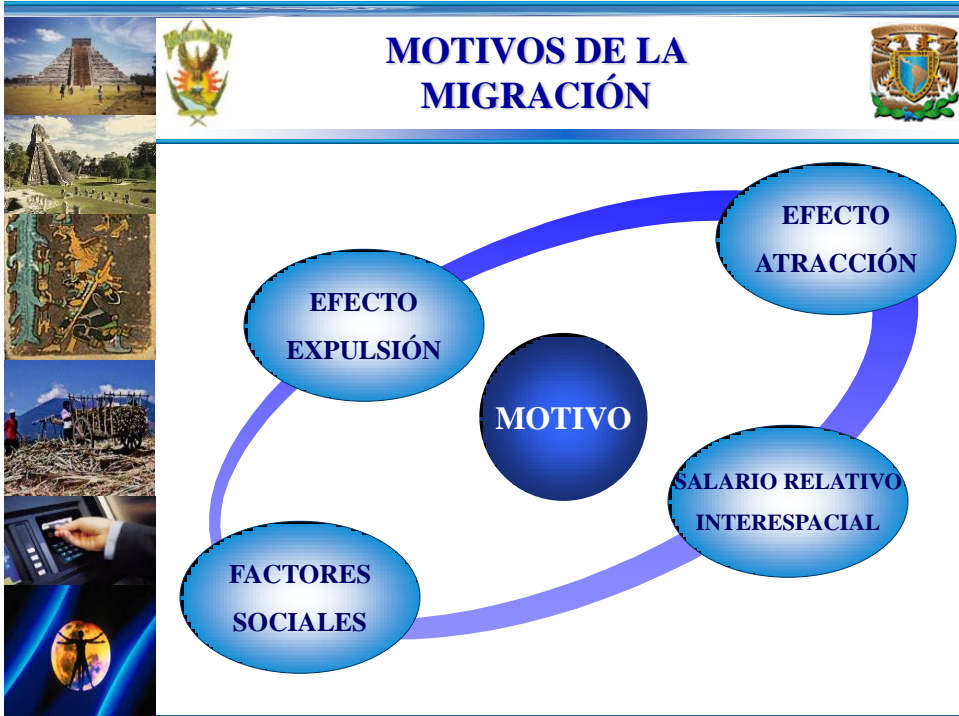 MOTIVOS DE LA
MIGRACIÓN
EFECTO
ATRACCIÓN
EFECTO
EXPULSIÓN
MOTIVO
SALARIO RELATIVO
INTERESPACIAL
FACTORES
SOCIALES